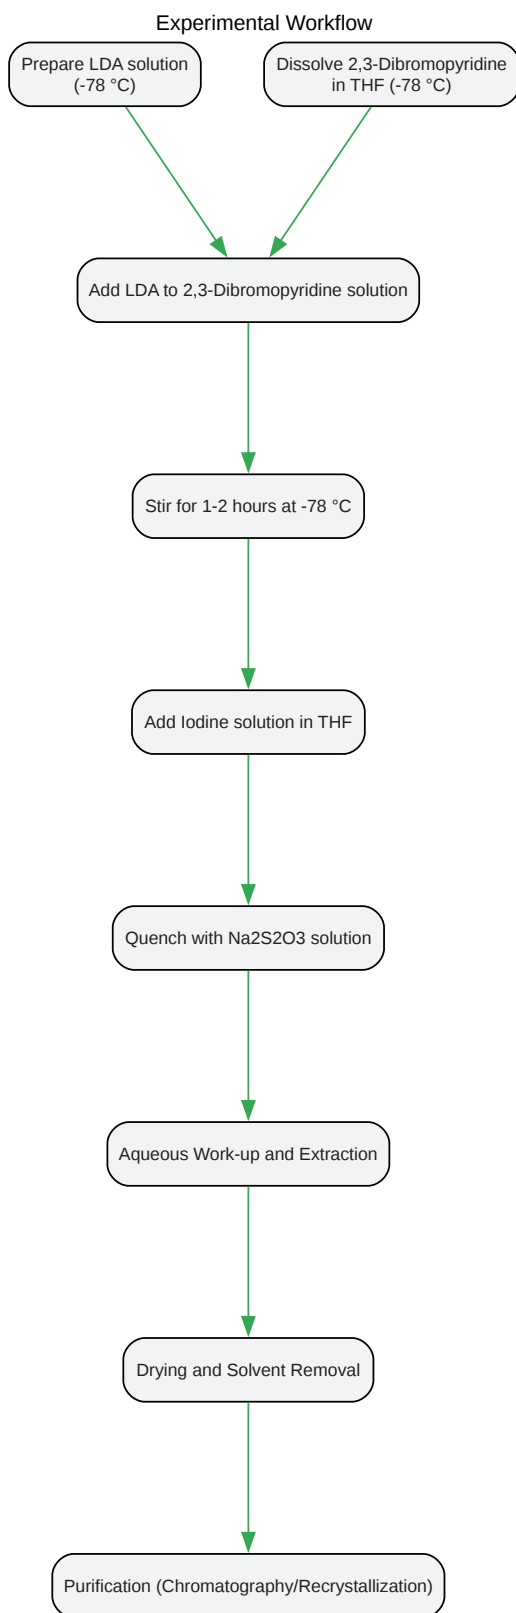 Experimental Workflow
Prepare LDA solution
(-78 °C)
Dissolve 2,3-Dibromopyridine
in THF (-78 °C)
Add LDA to 2,3-Dibromopyridine solution
Stir for 1-2 hours at -78 °C
Add Iodine solution in THF
Quench with Na2S2O3 solution
Aqueous Work-up and Extraction
Drying and Solvent Removal
Purification (Chromatography/Recrystallization)